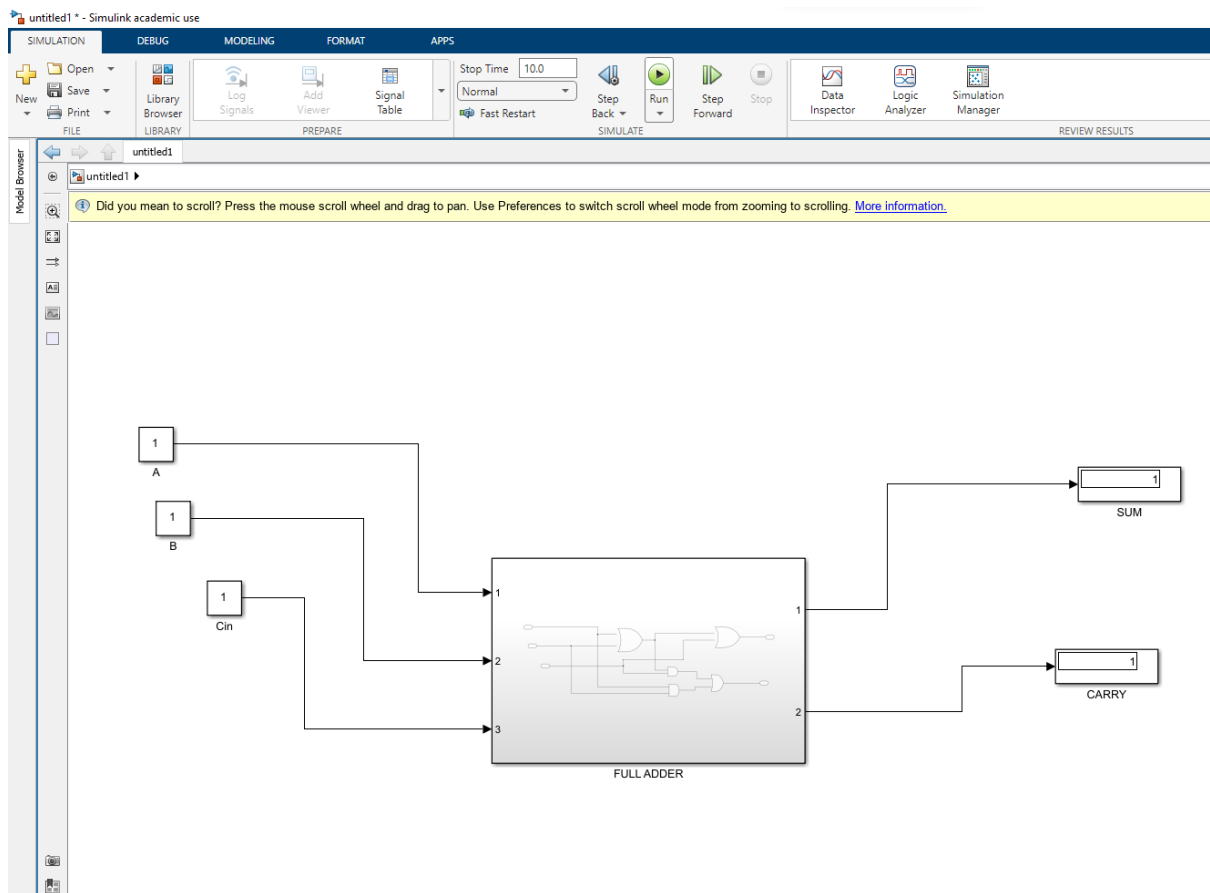 untitled1 * - Simulink academic use
SIMULATION DEBUG MODELING FORMAT APPS
New
Open
Save
Print
FILE
Library Browser
LIBRARY
Log Signals
Add Viewer
Signal Table
PREPARE
Stop Time 10.0
Normal
Fast Restart
Step Back
Run
Step Forward
Stop
SIMULATE
Data Inspector
Logic Analyzer
Simulation Manager
REVIEW RESULTS
Model Browser
untitled1
untitled1
Did you mean to scroll? Press the mouse scroll wheel and drag to pan. Use Preferences to switch scroll wheel mode from zooming to scrolling. More information.
1
A
1
B
1
Cin
1
2
3
1
2
FULL ADDER
1
SUM
1
CARRY